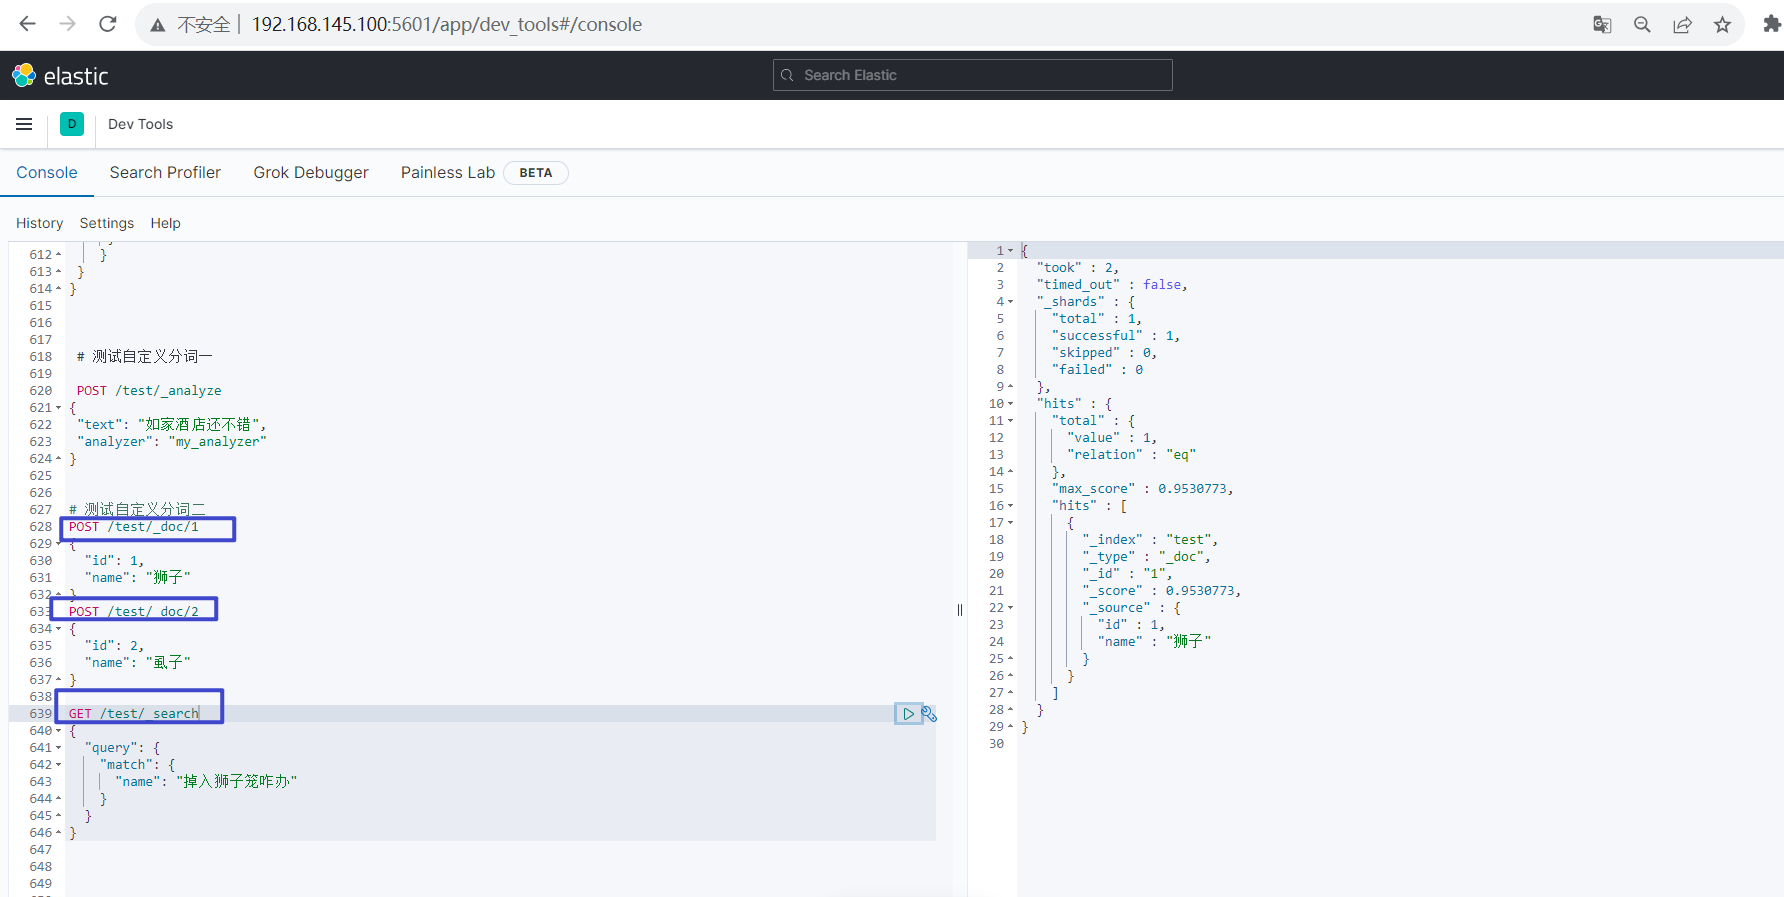 不安全 192.168.145.100:5601/app/dev_tools#/console
elastic
Search Elastic
D
Dev Tools
Console Search Profiler Grok Debugger Painless Lab BETA
History Settings Help
612 }
613 }
614 }
615
616
617
618 # 测试自定义分词一
619
620 POST /test/_analyze
621 {
622 "text": "如家酒店还不错",
623 "analyzer": "my_analyzer"
624 }
625
626
627 # 测试自定义分词二
628 POST /test/_doc/1
629 {
630 "id": 1,
631 "name": "狮子"
632 }
633 POST /test/_doc/2
634 {
635 "id": 2,
636 "name": "虱子"
637 }
638
639 GET /test/_search
640 {
641 "query": {
642 "match": {
643 "name": "掉入狮子笼咋办"
644 }
645 }
646 }
647
648
649
1 {
2 "took" : 2,
3 "timed_out" : false,
4 "_shards" : {
5 "total" : 1,
6 "successful" : 1,
7 "skipped" : 0,
8 "failed" : 0
9 },
10 "hits" : {
11 "total" : {
12 "value" : 1,
13 "relation" : "eq"
14 },
15 "max_score" : 0.9530773,
16 "hits" : [
17 {
18 "_index" : "test",
19 "_type" : "_doc",
20 "_id" : "1",
21 "_score" : 0.9530773,
22 "_source" : {
23 "id" : 1,
24 "name" : "狮子"
25 }
26 }
27 ]
28 }
29 }
30